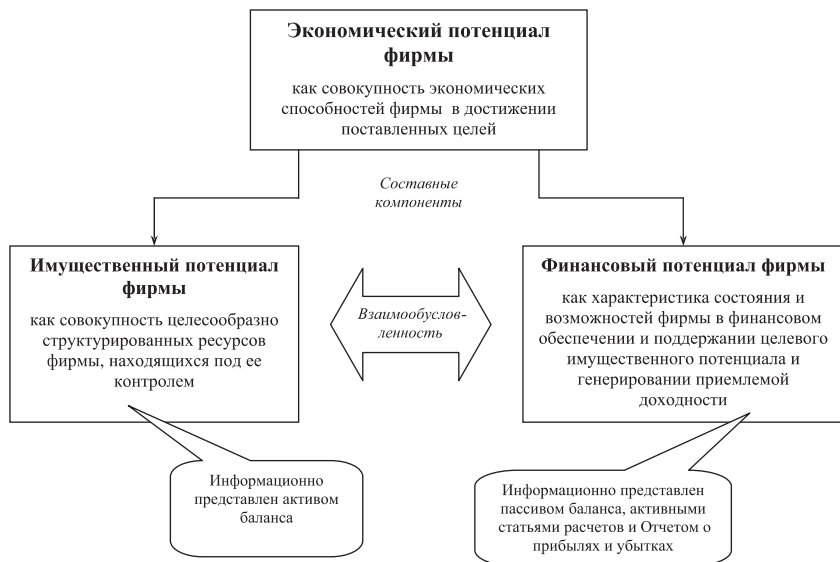 Экономический потенциал
фирмы
как совокупность экономических
способностей фирмы в достижении
поставленных целей
Составные
компоненты
Имущественный потенциал
фирмы
как совокупность целесообразно
структурированных ресурсов
фирмы, находящихся под ее
контролем
Взаимообуслов-
ленность
Финансовый потенциал фирмы
как характеристика состояния и
возможностей фирмы в финансовом
обеспечении и поддержании целевого
имущественного потенциала и
генерировании приемлемой
доходности
Информационно
представлен активом
баланса
Информационно представлен
пассивом баланса, активными
статьями расчетов и Отчетом о
прибылях и убытках